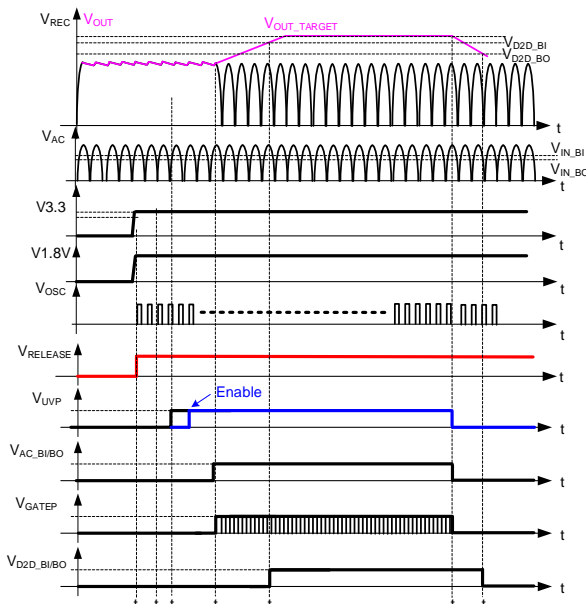 VREC
VOUT
VOUT_TARGET
VD2D_BI
VD2D_BO
t
VAC
VIN_BI
VIN_BO
t
V3.3
t
V1.8V
t
VOSC
t
VRELEASE
t
Enable
VUVP
t
VAC_BI/BO
t
VGATEP
t
VD2D_BI/BO
t